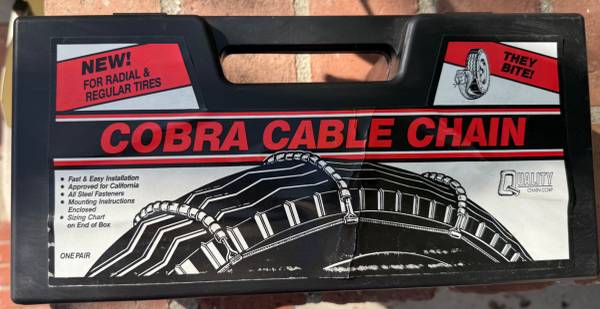 NEW!
FOR RADIAL &
REGULAR TIRES
THEY
BITE!
COBRA CABLE CHAIN
• Fast & Easy Installation
• Approved for California
• All Steel Fasteners
• Mounting Instructions
Enclosed
• Sizing Chart
on End of Box
QUALITY
CHAIN CORP.
ONE PAIR